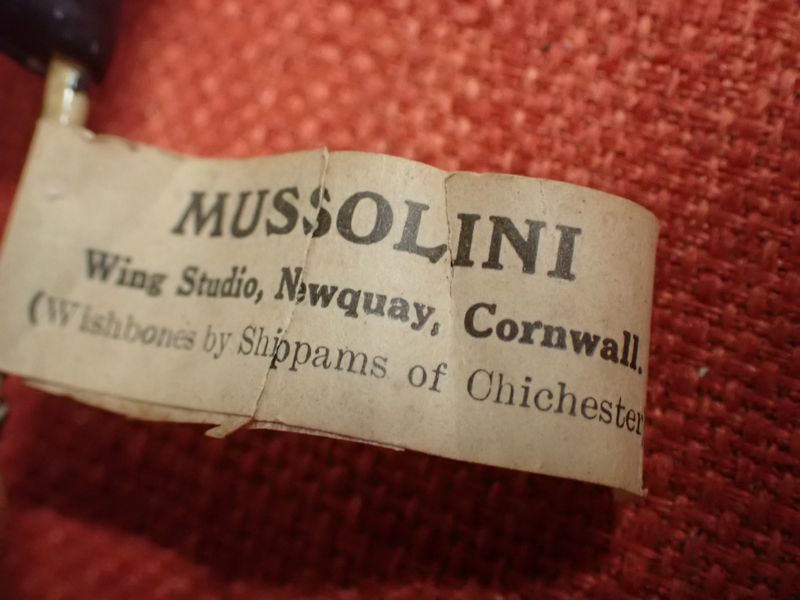 MUSSOLINI
Wing Studio, Newquay, Cornwall.
(Wishbones by Shippams of Chichester